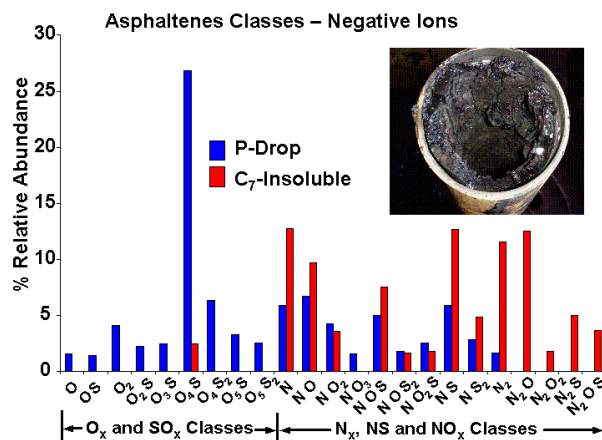 Asphaltenes Classes – Negative Ions
% Relative Abundance
30
25
20
15
10
5
0
P-Drop
C₇-Insoluble
O
O S
O₂
O₂ S
O₃ S
O₄ S
O₄ S₂
O₅ S
O₅ S₂
N
N O
N O₂
N O₃
N O S
N O S₂
N O₂ S
N S
N S₂
N₂
N₂ O
N₂ O₂
N₂ S
N₂ O S
Oₓ and SOₓ Classes
Nₓ, NS and NOₓ Classes